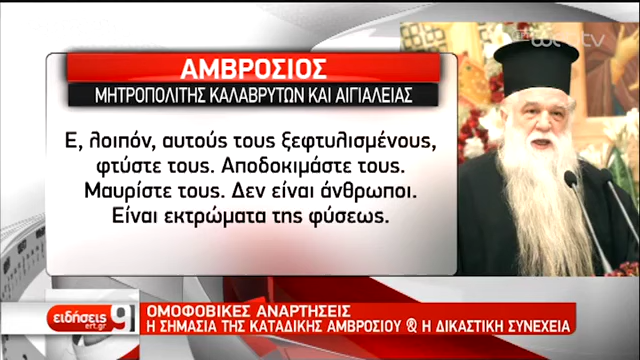 ΑΜΒΡΟΣΙΟΣ
ΜΗΤΡΟΠΟΛΙΤΗΣ ΚΑΛΑΒΡΥΤΩΝ ΚΑΙ ΑΙΓΙΑΛΕΙΑΣ
Ε, λοιπόν, αυτούς τους ξεφτυλισμένους,
φτύστε τους. Αποδοκιμάστε τους.
Μαυρίστε τους. Δεν είναι άνθρωποι.
Είναι εκτρώματα της φύσεως.
ειδήσεις 9
ert.gr
ΟΜΟΦΟΒΙΚΕΣ ΑΝΑΡΤΗΣΕΙΣ
Η ΣΗΜΑΣΙΑ ΤΗΣ ΚΑΤΑΔΙΚΗΣ ΑΜΒΡΟΣΙΟΥ & Η ΔΙΚΑΣΤΙΚΗ ΣΥΝΕΧΕΙΑ